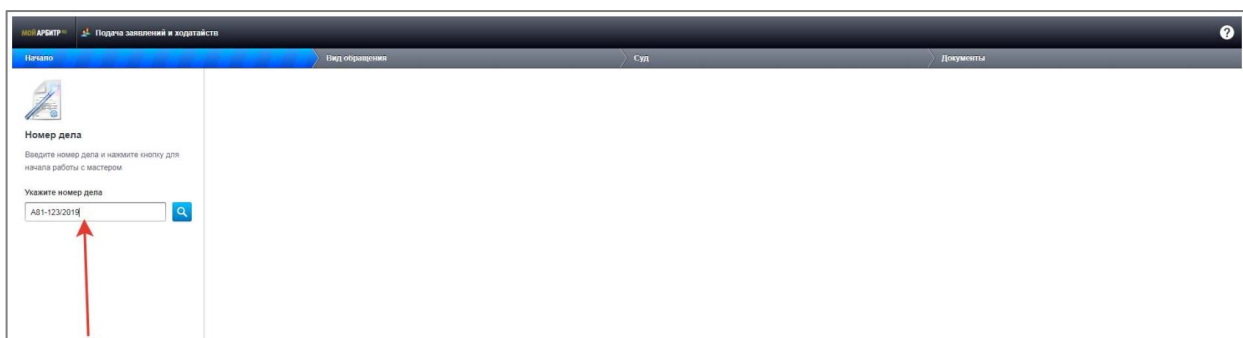 МОЙ АРБИТР Подача заявлений и ходатайств ?
Начало Вид обращения Суд Документы
Номер дела
Введите номер дела и нажмите кнопку для
начала работы с мастером
Укажите номер дела
А81-123/2019